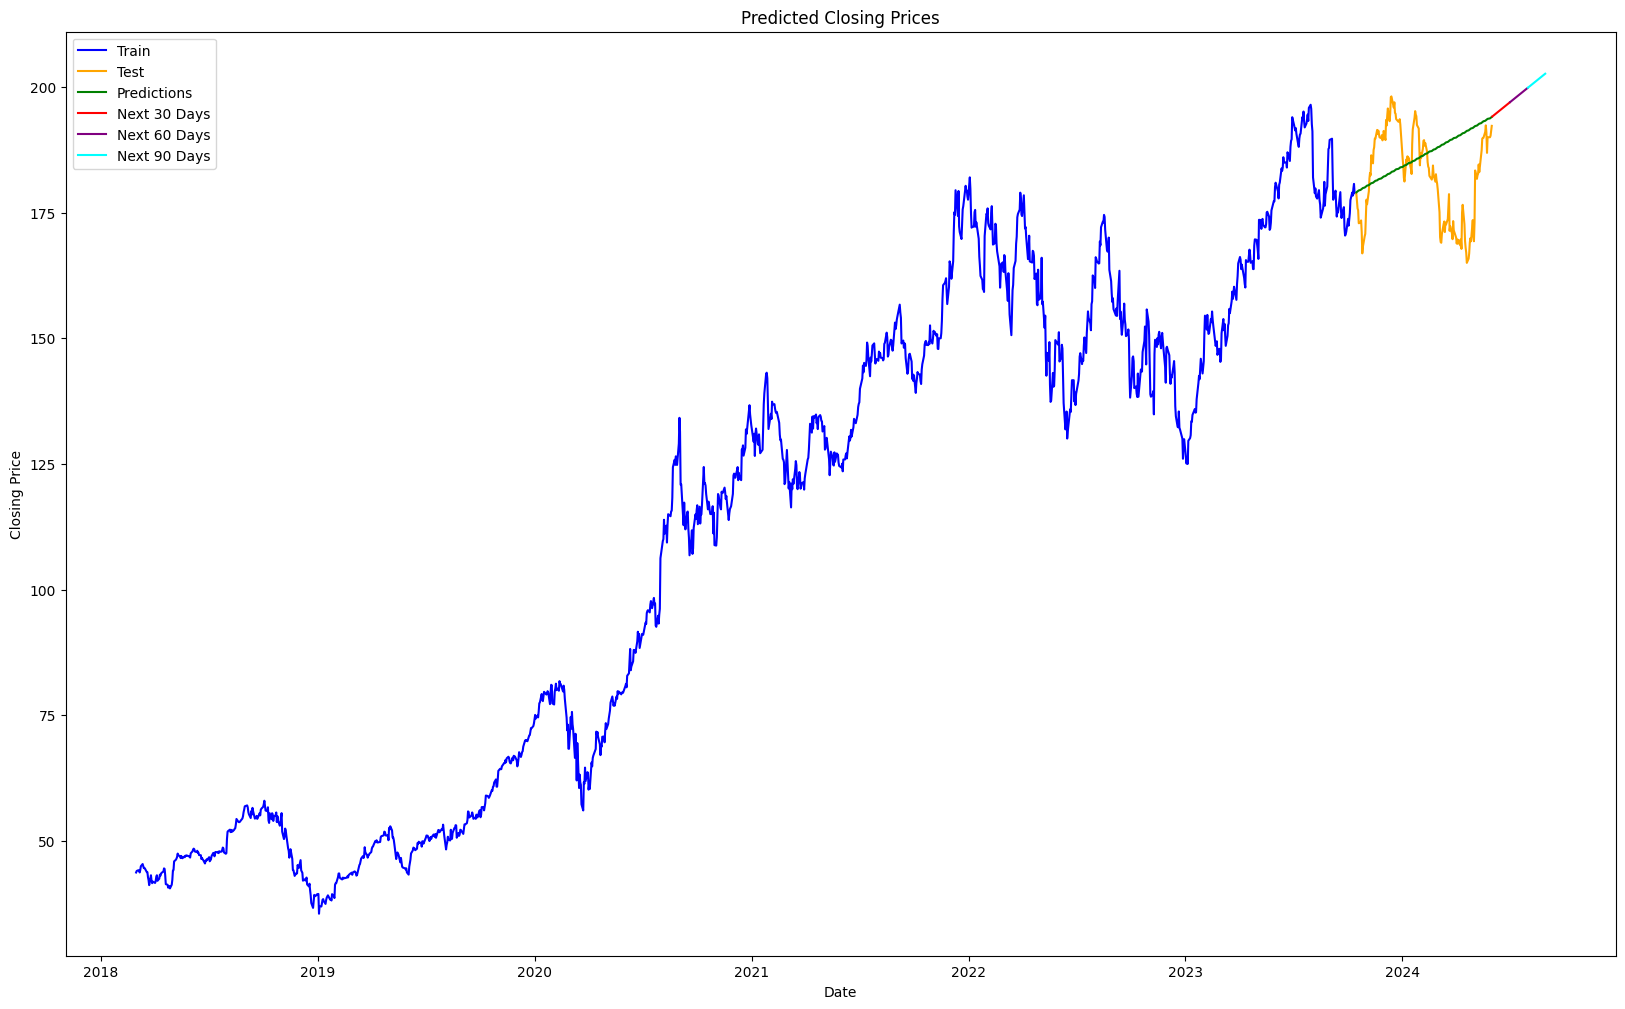 Predicted Closing Prices
Train
Test
Predictions
Next 30 Days
Next 60 Days
Next 90 Days
200
175
150
125
100
75
50
Closing Price
2018 2019 2020 2021 2022 2023 2024
Date